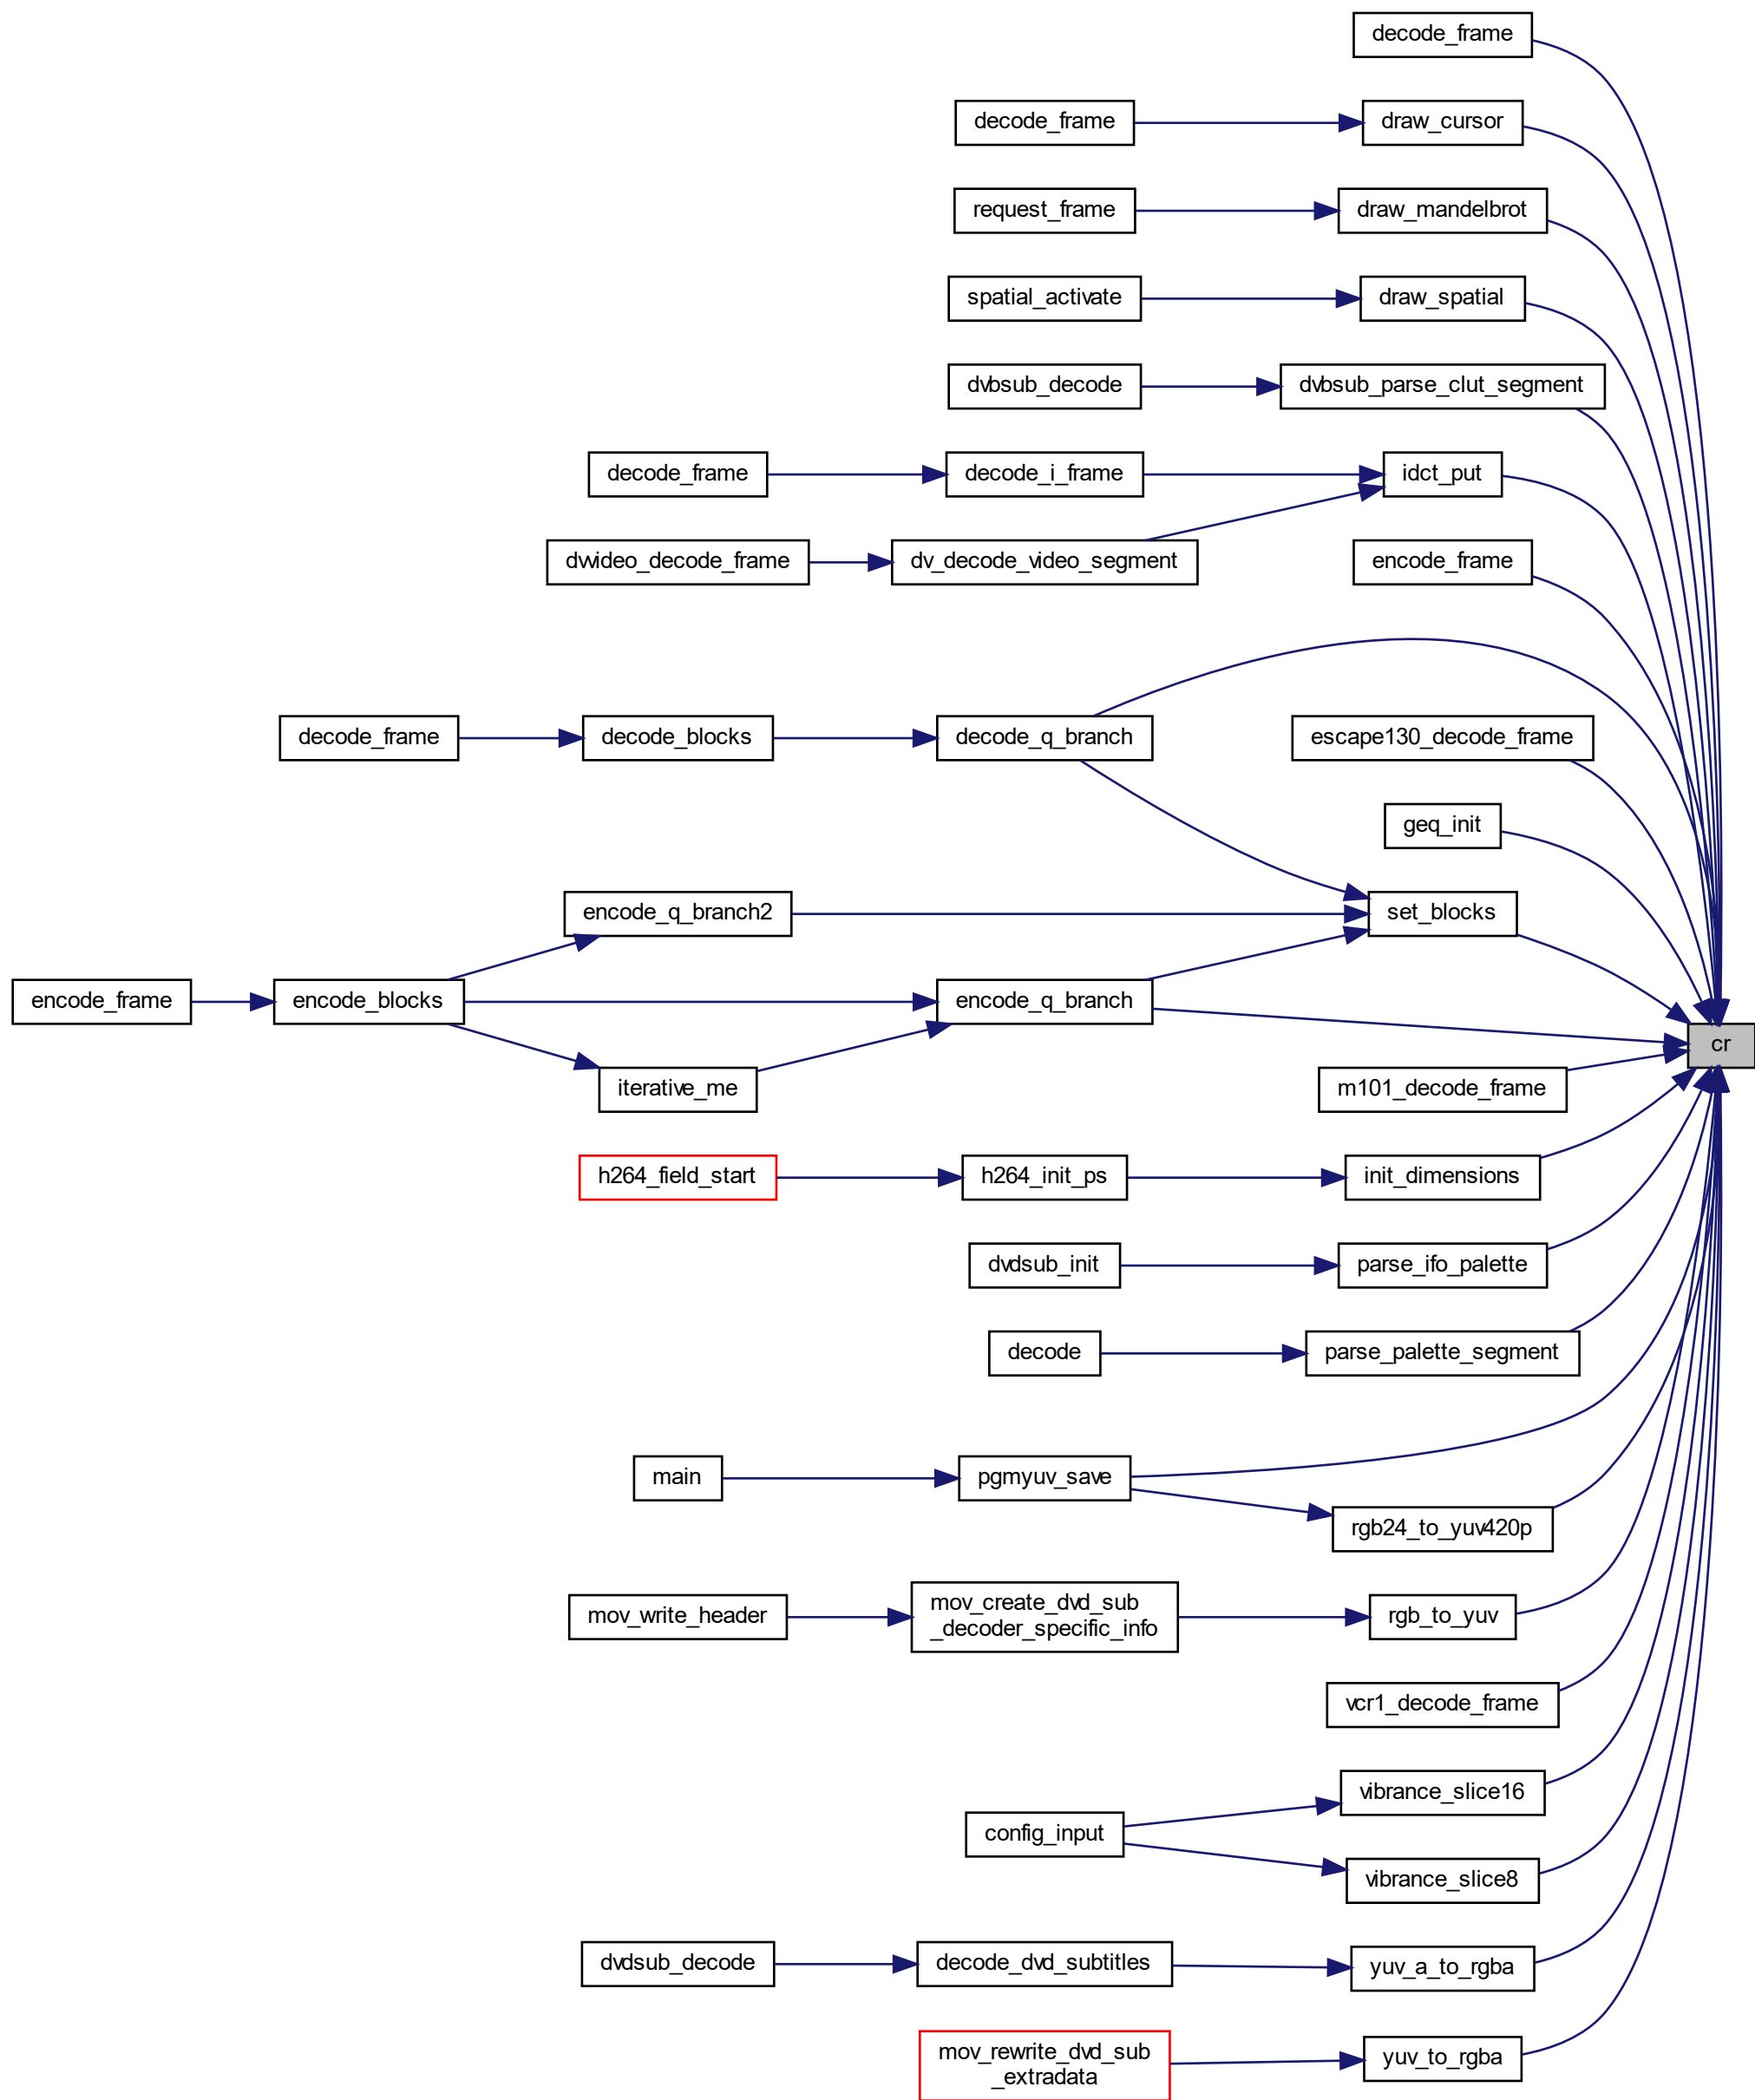 decode_frame
decode_frame
draw_cursor
request_frame
draw_mandelbrot
spatial_activate
draw_spatial
dvbsub_decode
dvbsub_parse_clut_segment
decode_frame
decode_i_frame
idct_put
dvvideo_decode_frame
dv_decode_video_segment
encode_frame
decode_frame
decode_blocks
decode_q_branch
escape130_decode_frame
geq_init
encode_q_branch2
set_blocks
encode_frame
encode_blocks
encode_q_branch
cr
iterative_me
m101_decode_frame
h264_field_start
h264_init_ps
init_dimensions
dvdsub_init
parse_ifo_palette
decode
parse_palette_segment
main
pgmyuv_save
rgb24_to_yuv420p
mov_write_header
mov_create_dvd_sub
_decoder_specific_info
rgb_to_yuv
vcr1_decode_frame
vibrance_slice16
config_input
vibrance_slice8
dvdsub_decode
decode_dvd_subtitles
yuv_a_to_rgba
mov_rewrite_dvd_sub
_extradata
yuv_to_rgba